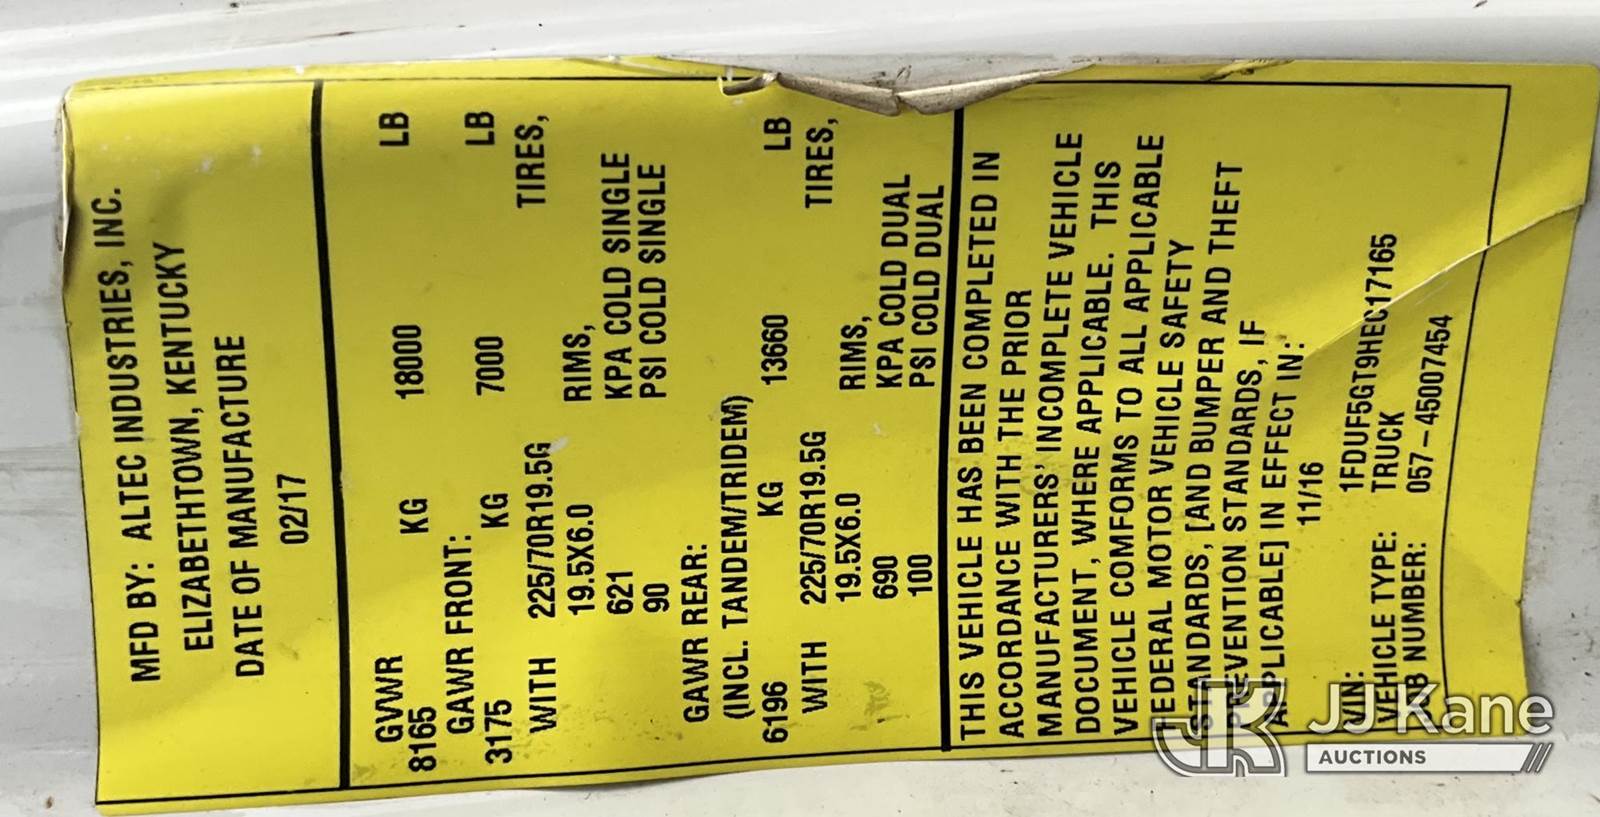 MFD BY: ALTEC INDUSTRIES, INC.
ELIZABETHTOWN, KENTUCKY
DATE OF MANUFACTURE
02/17
GVWR
8165 KG 18000 LB
GAWR FRONT:
3175 KG 7000 LB
WITH 225/70R19.5G TIRES,
19.5X6.0 RIMS,
621 KPA COLD SINGLE
90 PSI COLD SINGLE
GAWR REAR:
(INCL. TANDEM/TRIDEM)
6196 KG 13660 LB
WITH 225/70R19.5G TIRES,
19.5X6.0 RIMS,
690 KPA COLD DUAL
100 PSI COLD DUAL
THIS VEHICLE HAS BEEN COMPLETED IN
ACCORDANCE WITH THE PRIOR
MANUFACTURERS' INCOMPLETE VEHICLE
DOCUMENT, WHERE APPLICABLE. THIS
VEHICLE COMFORMS TO ALL APPLICABLE
FEDERAL MOTOR VEHICLE SAFETY
STANDARDS, [AND BUMPER AND THEFT
PREVENTION STANDARDS, IF
APPLICABLE] IN EFFECT IN:
11/16
VIN: 1FDUF5GT9HEC17165
VEHICLE TYPE: TRUCK
NUMBER: 057-45007454
JJ Kane
AUCTIONS